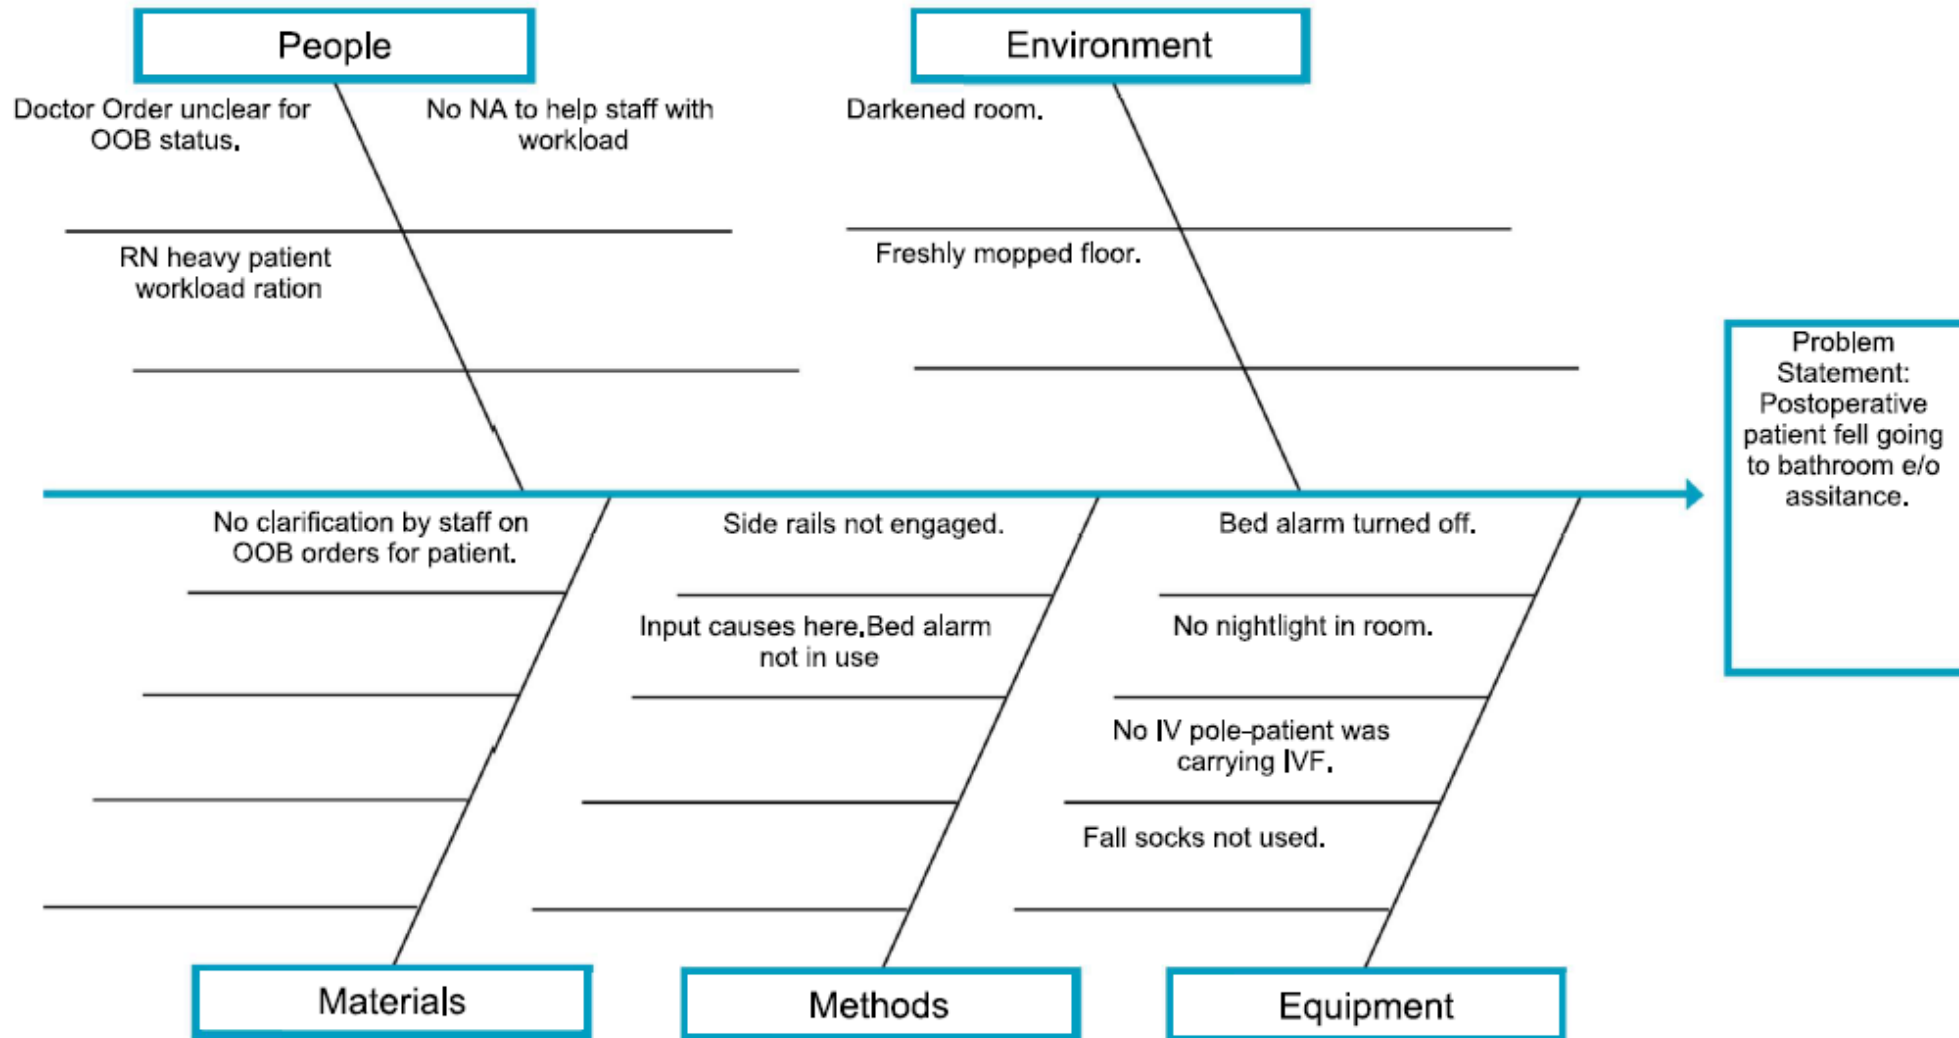 People
Environment
Doctor Order unclear for
OOB status.
No NA to help staff with
workload
Darkened room.
RN heavy patient
workload ration
Freshly mopped floor.
Problem
Statement:
Postoperative
patient fell going
to bathroom e/o
assitance.
No clarification by staff on
OOB orders for patient.
Side rails not engaged.
Input causes here.Bed alarm
not in use
Bed alarm turned off.
No nightlight in room.
No IV pole-patient was
carrying IVF.
Fall socks not used.
Materials
Methods
Equipment